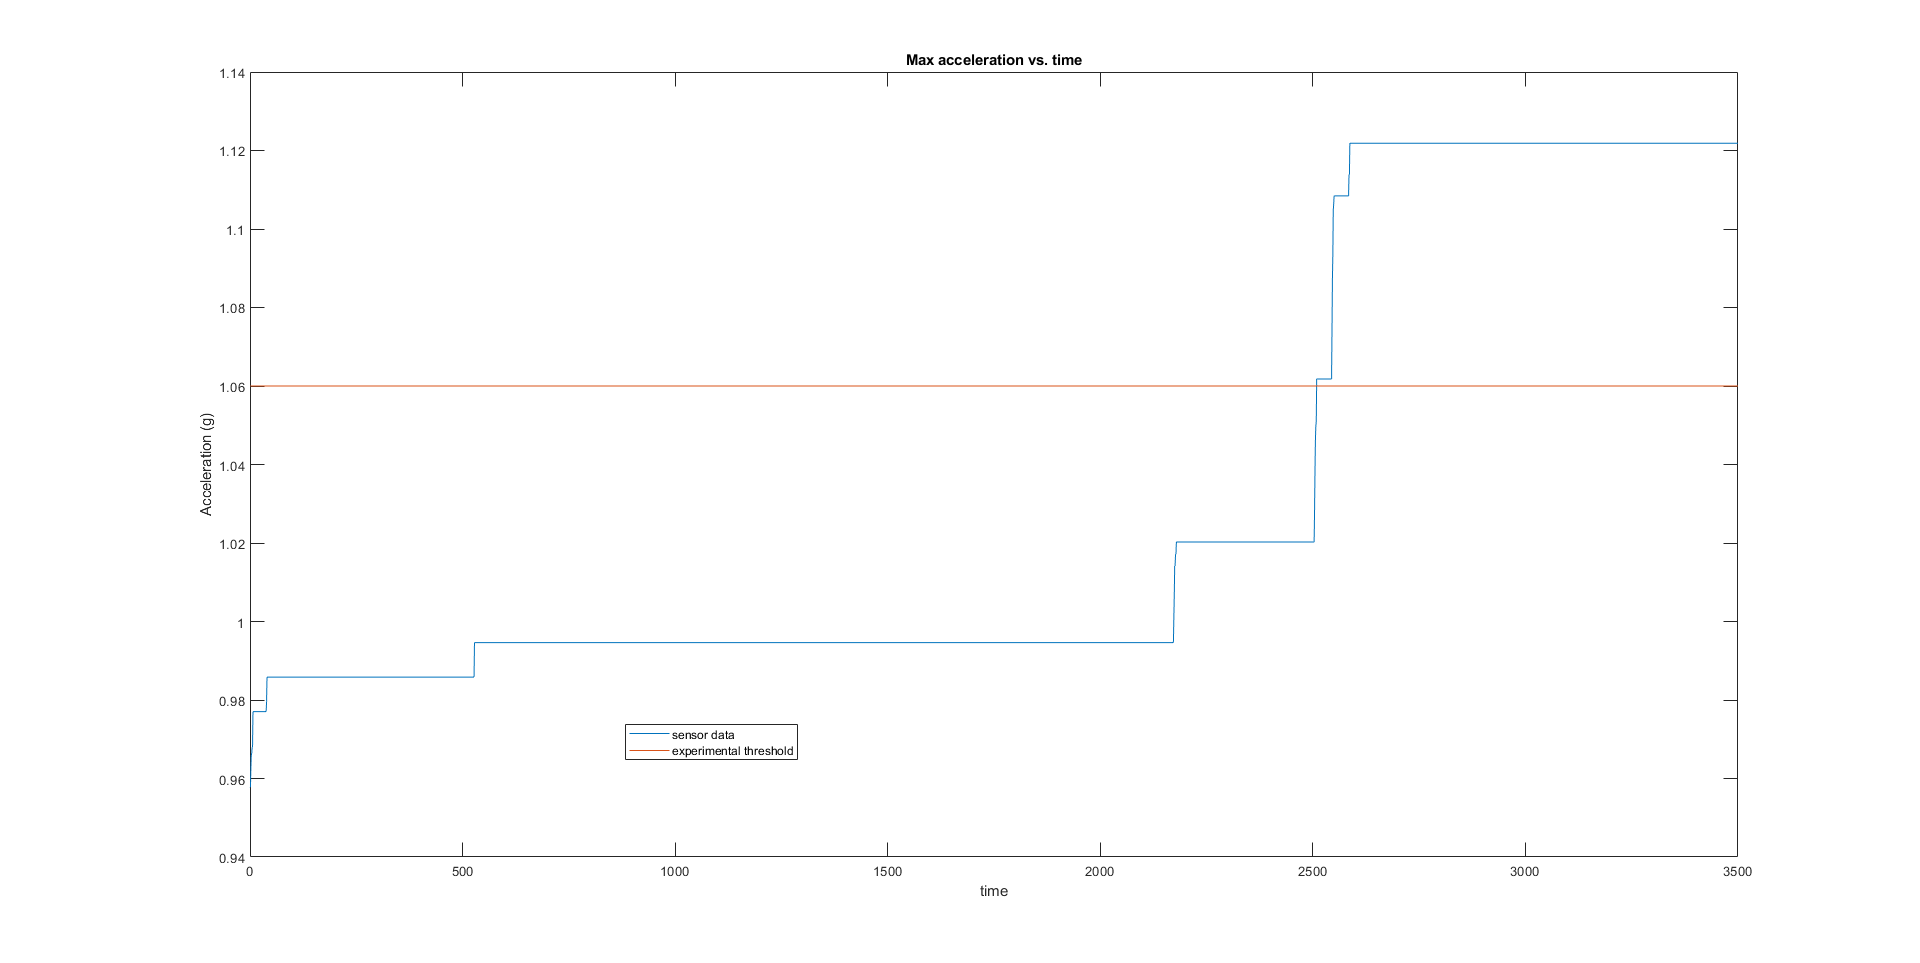 Max acceleration vs. time
1.14
1.12
1.1
1.08
1.06
1.04
1.02
1
0.98
0.96
0.94
Acceleration (g)
sensor data
experimental threshold
0 500 1000 1500 2000 2500 3000 3500
time